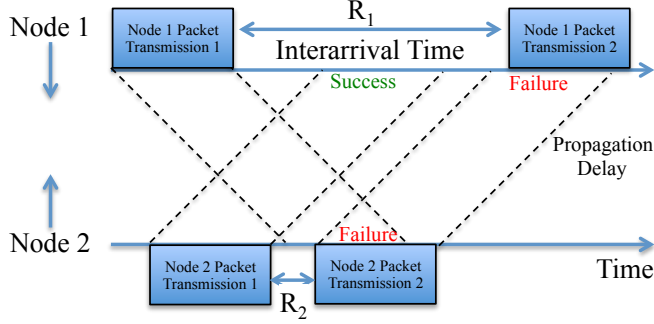 R1
Node 1
Node 1 Packet
Transmission 1
Interarrival Time
Node 1 Packet
Transmission 2
Success
Failure
Propagation
Delay
Node 2
Failure
Time
Node 2 Packet
Transmission 1
R2
Node 2 Packet
Transmission 2